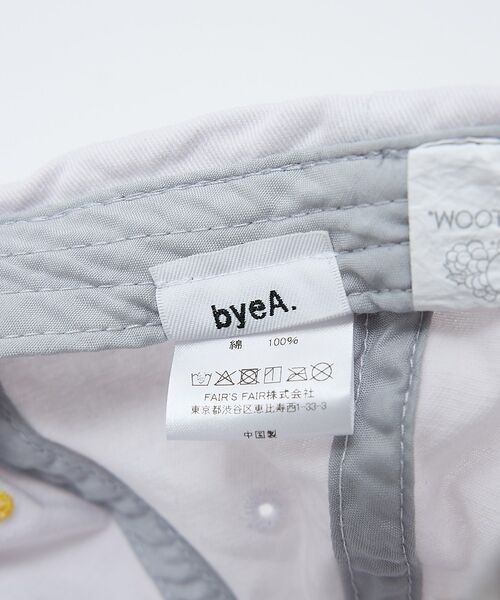 byeA.
綿 100%
FAIR'S FAIR株式会社
東京都渋谷区恵比寿西1-33-3
中国製
LOOM.